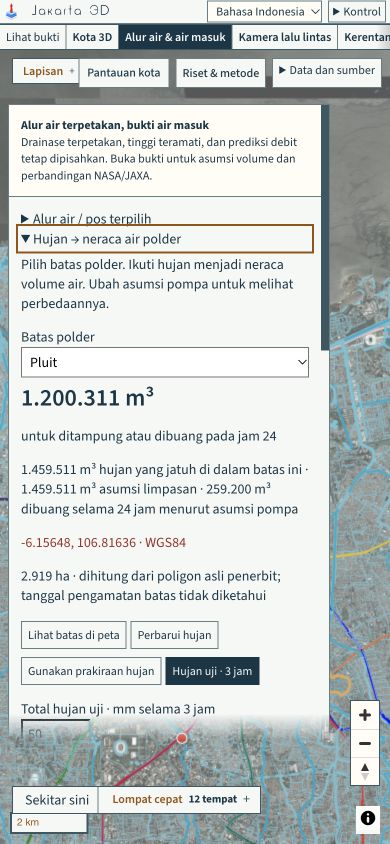 Jakarta 3D
Bahasa Indonesia
▶ Kontrol
Lihat bukti
Kota 3D
Alur air & air masuk
Kamera lalu lintas
Lapisan +
Pantauan kota
Riset & metode
▶ Data dan sumber
Alur air terpetakan, bukti air masuk
Drainase terpetakan, tinggi teramati, dan prediksi debit
tetap dipisahkan. Buka bukti untuk asumsi volume dan
perbandingan NASA/JAXA.
▶ Alur air / pos terpilih
▼ Hujan → neraca air polder
Pilih batas polder. Ikuti hujan menjadi neraca
volume air. Ubah asumsi pompa untuk melihat
perbedaannya.
Batas polder
Pluit
1.200.311 m³
untuk ditampung atau dibuang pada jam 24
1.459.511 m³ hujan yang jatuh di dalam batas ini ·
1.459.511 m³ asumsi limpasan · 259.200 m³
dibuang selama 24 jam menurut asumsi pompa
-6.15648, 106.81636 · WGS84
2.919 ha · dihitung dari poligon asli penerbit;
tanggal pengamatan batas tidak diketahui
Lihat batas di peta
Perbarui hujan
Gunakan prakiraan hujan
Hujan uji · 3 jam
Total hujan uji · mm selama 3 jam
50
Sekitar sini
Lompat cepat 12 tempat +
2 km